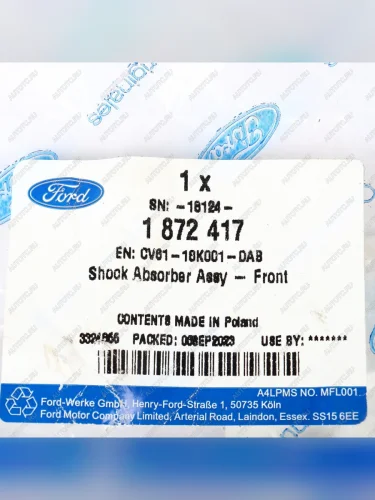 Ford
1 x
SN: -18124-
1 872 417
EN: CV61-18K001-DAB
Shock Absorber Assy - Front
CONTENTS MADE IN Poland
PACKED: 08SEP2023 USE BY: *******
A4LPMS NO. MFL001
Ford-Werke GmbH, Henry-Ford-Straße 1, 50735 Köln
Ford Motor Company Limited, Arterial Road, Laindon, Essex. SS15 6EE